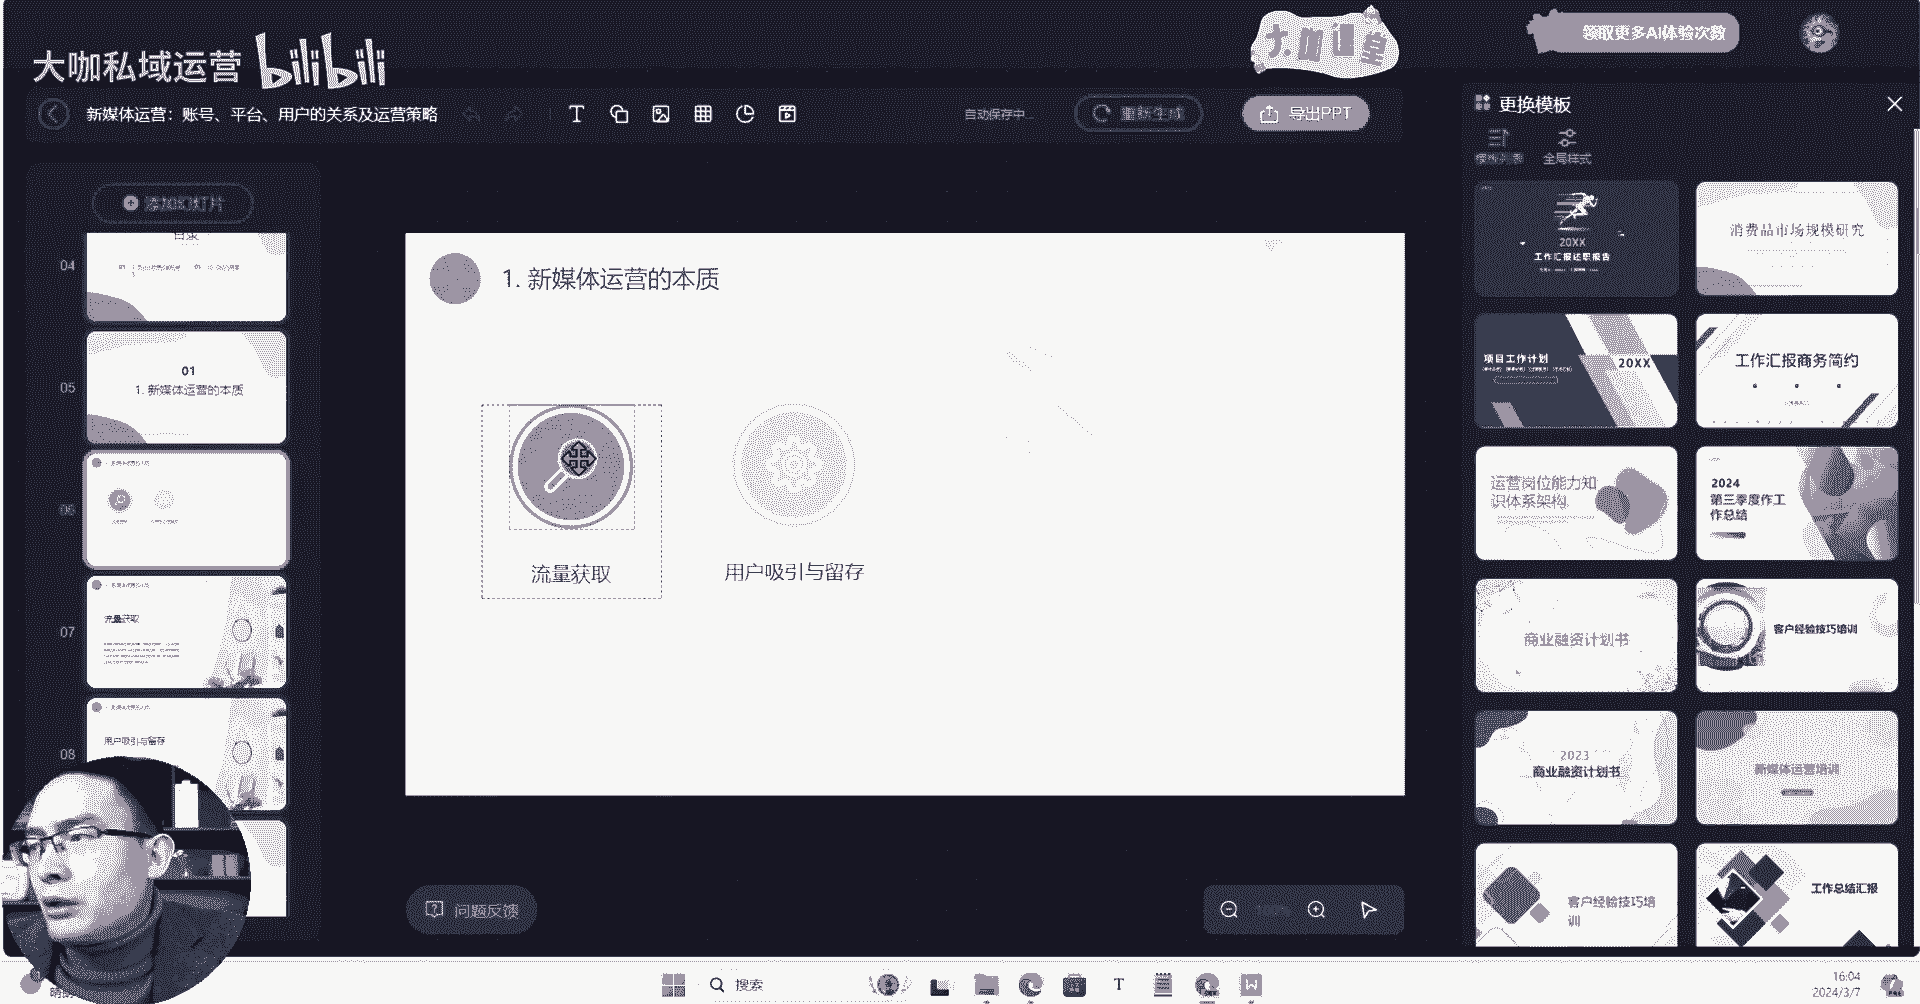 大咖私域运营 bilibili
大咖课堂
领取更多AI体验次数
新媒体运营：账号、平台、用户的关系及运营策略
自动保存中...
重新生成
导出PPT
更换模板
模板列表
全局样式
添加幻灯片
04
目录
05
01
1. 新媒体运营的本质
06
07
流量获取
08
用户吸引与留存
1. 新媒体运营的本质
流量获取
用户吸引与留存
问题反馈
20XX
工作汇报述职报告
消费品市场规模研究
项目工作计划
20XX
工作汇报商务简约
运营岗位能力知
识体系架构
2024
第三季度作工
作总结
商业融资计划书
客户经验技巧培训
2023
商业融资计划书
新媒体运营培训
客户经验技巧培
训
工作总结汇报
搜索
16:04
2024/3/7